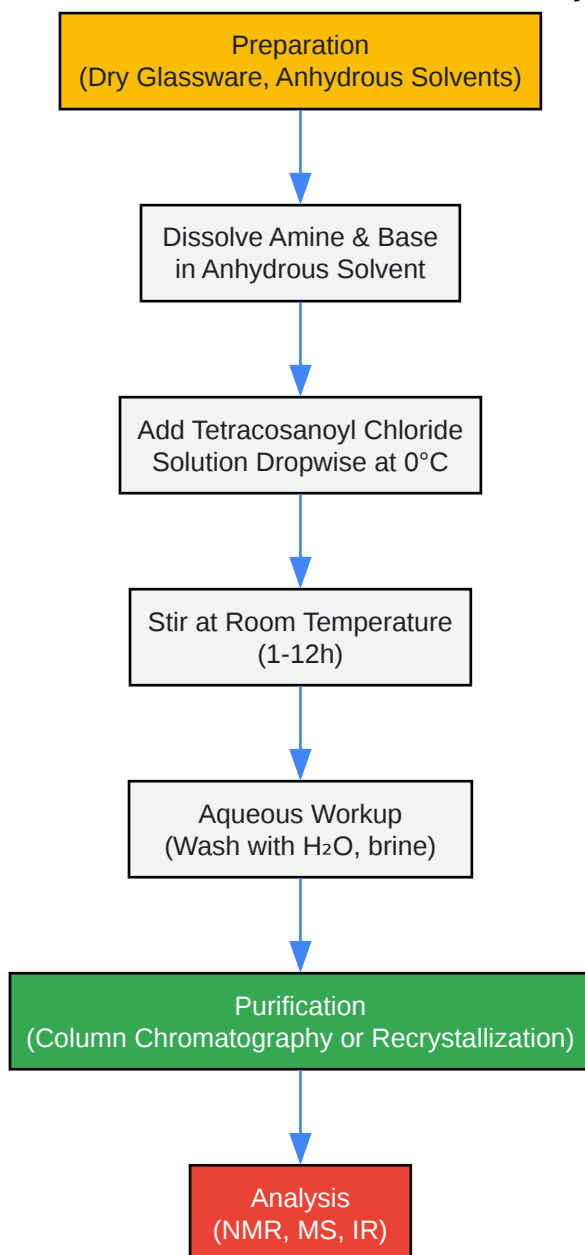 Preparation
(Dry Glassware, Anhydrous Solvents)
Dissolve Amine & Base
in Anhydrous Solvent
Add Tetracosanoyl Chloride
Solution Dropwise at 0°C
Stir at Room Temperature
(1-12h)
Aqueous Workup
(Wash with H₂O, brine)
Purification
(Column Chromatography or Recrystallization)
Analysis
(NMR, MS, IR)